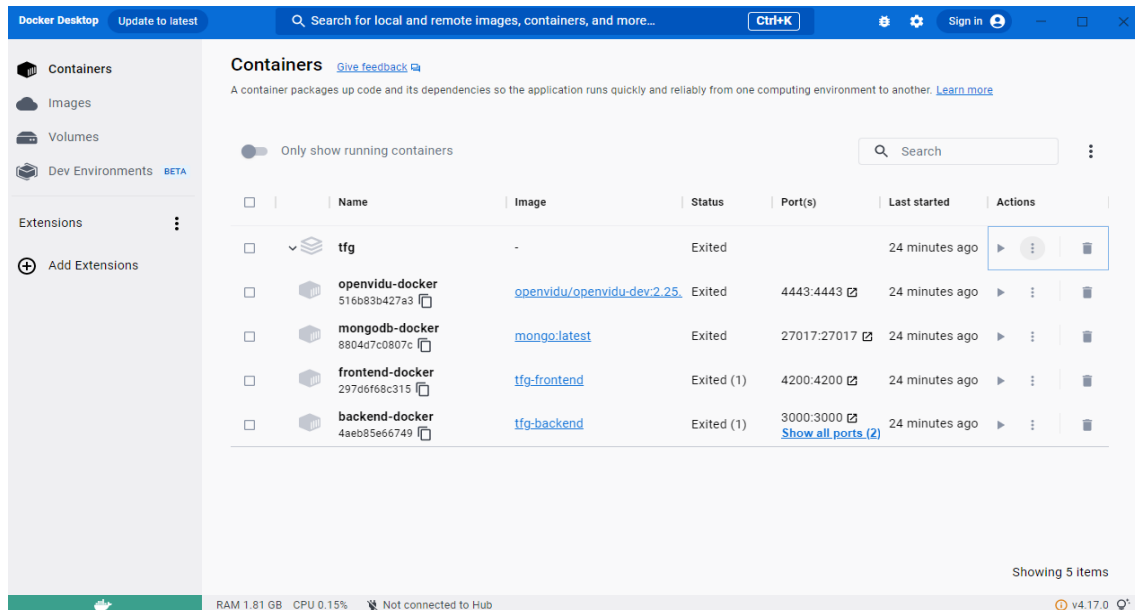 Docker Desktop Update to latest Search for local and remote images, containers, and more... Ctrl+K Sign in
Containers
Images
Volumes
Dev Environments BETA
Extensions
Add Extensions
Containers Give feedback
A container packages up code and its dependencies so the application runs quickly and reliably from one computing environment to another. Learn more
Only show running containers Search
Name Image Status Port(s) Last started Actions
tfg - Exited 24 minutes ago
openvidu-docker
516b83b427a3 openvidu/openvidu-dev:2.25. Exited 4443:4443 24 minutes ago
mongodb-docker
8804d7c0807c mongo:latest Exited 27017:27017 24 minutes ago
frontend-docker
297d6f68c315 tfg-frontend Exited (1) 4200:4200 24 minutes ago
backend-docker
4aeb85e66749 tfg-backend Exited (1) 3000:3000 24 minutes ago
Show all ports (2)
Showing 5 items
RAM 1.81 GB CPU 0.15% Not connected to Hub v4.17.0